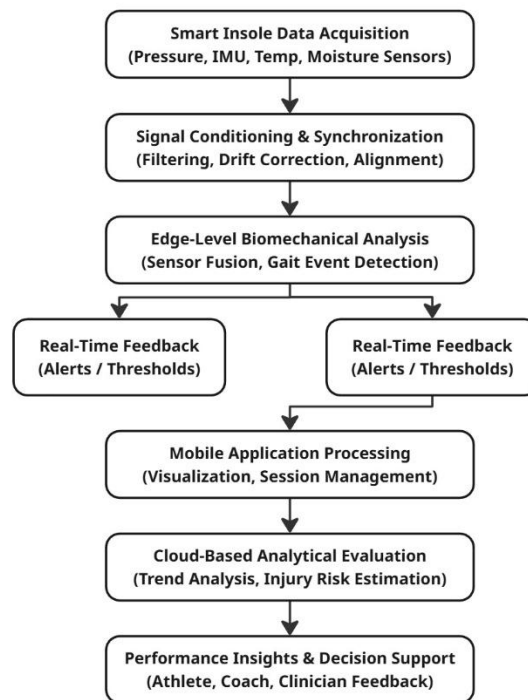 Smart Insole Data Acquisition
(Pressure, IMU, Temp, Moisture Sensors)
Signal Conditioning & Synchronization
(Filtering, Drift Correction, Alignment)
Edge-Level Biomechanical Analysis
(Sensor Fusion, Gait Event Detection)
Real-Time Feedback
(Alerts / Thresholds)
Real-Time Feedback
(Alerts / Thresholds)
Mobile Application Processing
(Visualization, Session Management)
Cloud-Based Analytical Evaluation
(Trend Analysis, Injury Risk Estimation)
Performance Insights & Decision Support
(Athlete, Coach, Clinician Feedback)